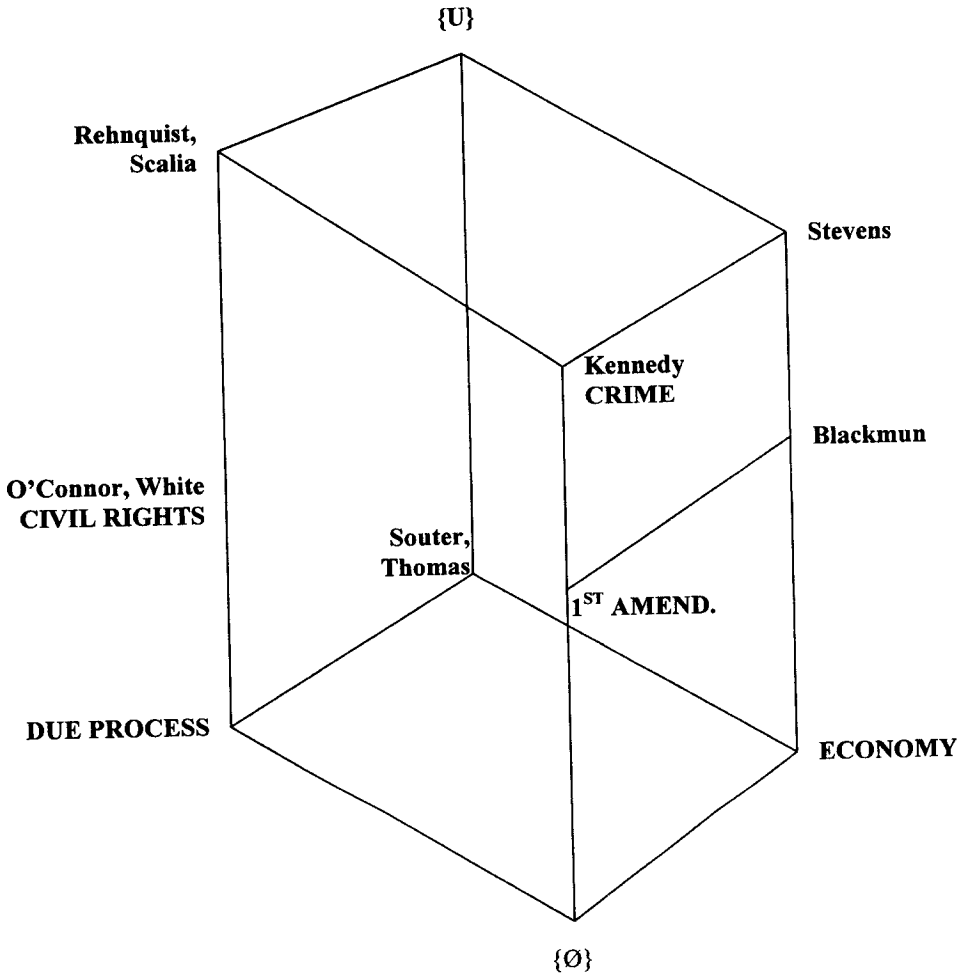 {U}
Rehnquist,
Scalia
Stevens
Kennedy
CRIME
Blackmun
O'Connor, White
CIVIL RIGHTS
Souter,
Thomas
1ST AMEND.
DUE PROCESS
ECONOMY
{Ø}